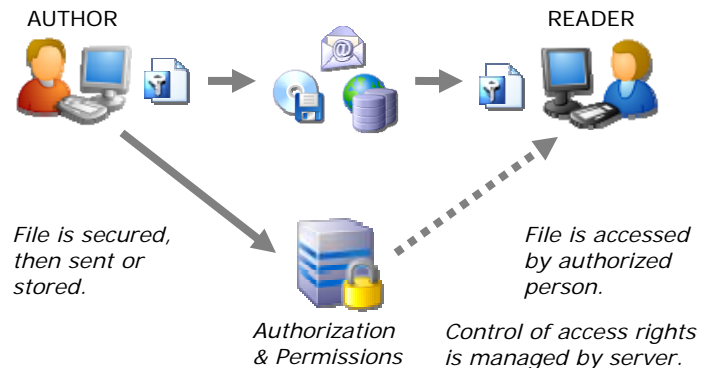 AUTHOR
READER
@
File is secured,
then sent or
stored.
Authorization
& Permissions
File is accessed
by authorized
person.
Control of access rights
is managed by server.